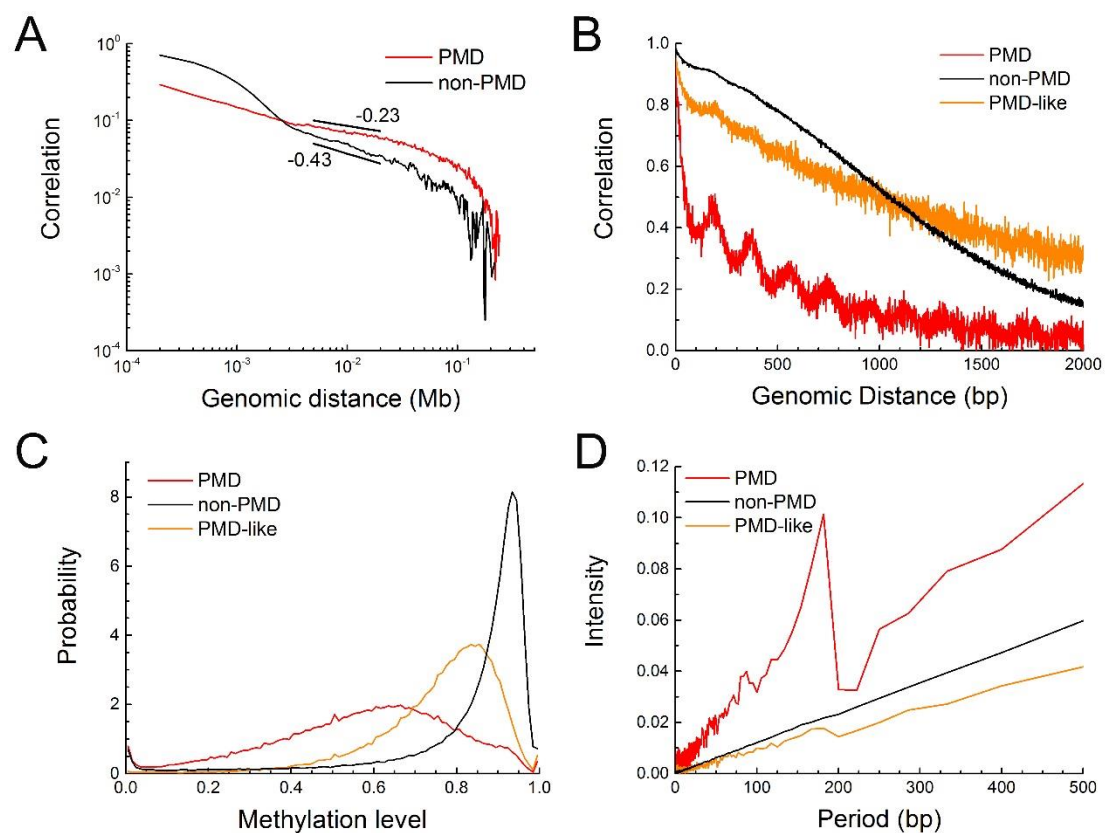 A
Correlation
10⁰
10⁻¹
10⁻²
10⁻³
10⁻⁴
PMD
non-PMD
-0.23
-0.43
10⁻⁴
10⁻³
10⁻²
10⁻¹
Genomic distance (Mb)
B
Correlation
1.0
0.8
0.6
0.4
0.2
0.0
PMD
non-PMD
PMD-like
0
500
1000
1500
2000
Genomic Distance (bp)
C
Probability
8
6
4
2
0
PMD
non-PMD
PMD-like
0.0
0.2
0.4
0.6
0.8
1.0
Methylation level
D
Intensity
0.12
0.10
0.08
0.06
0.04
0.02
0.00
PMD
non-PMD
PMD-like
0
100
200
300
400
500
Period (bp)